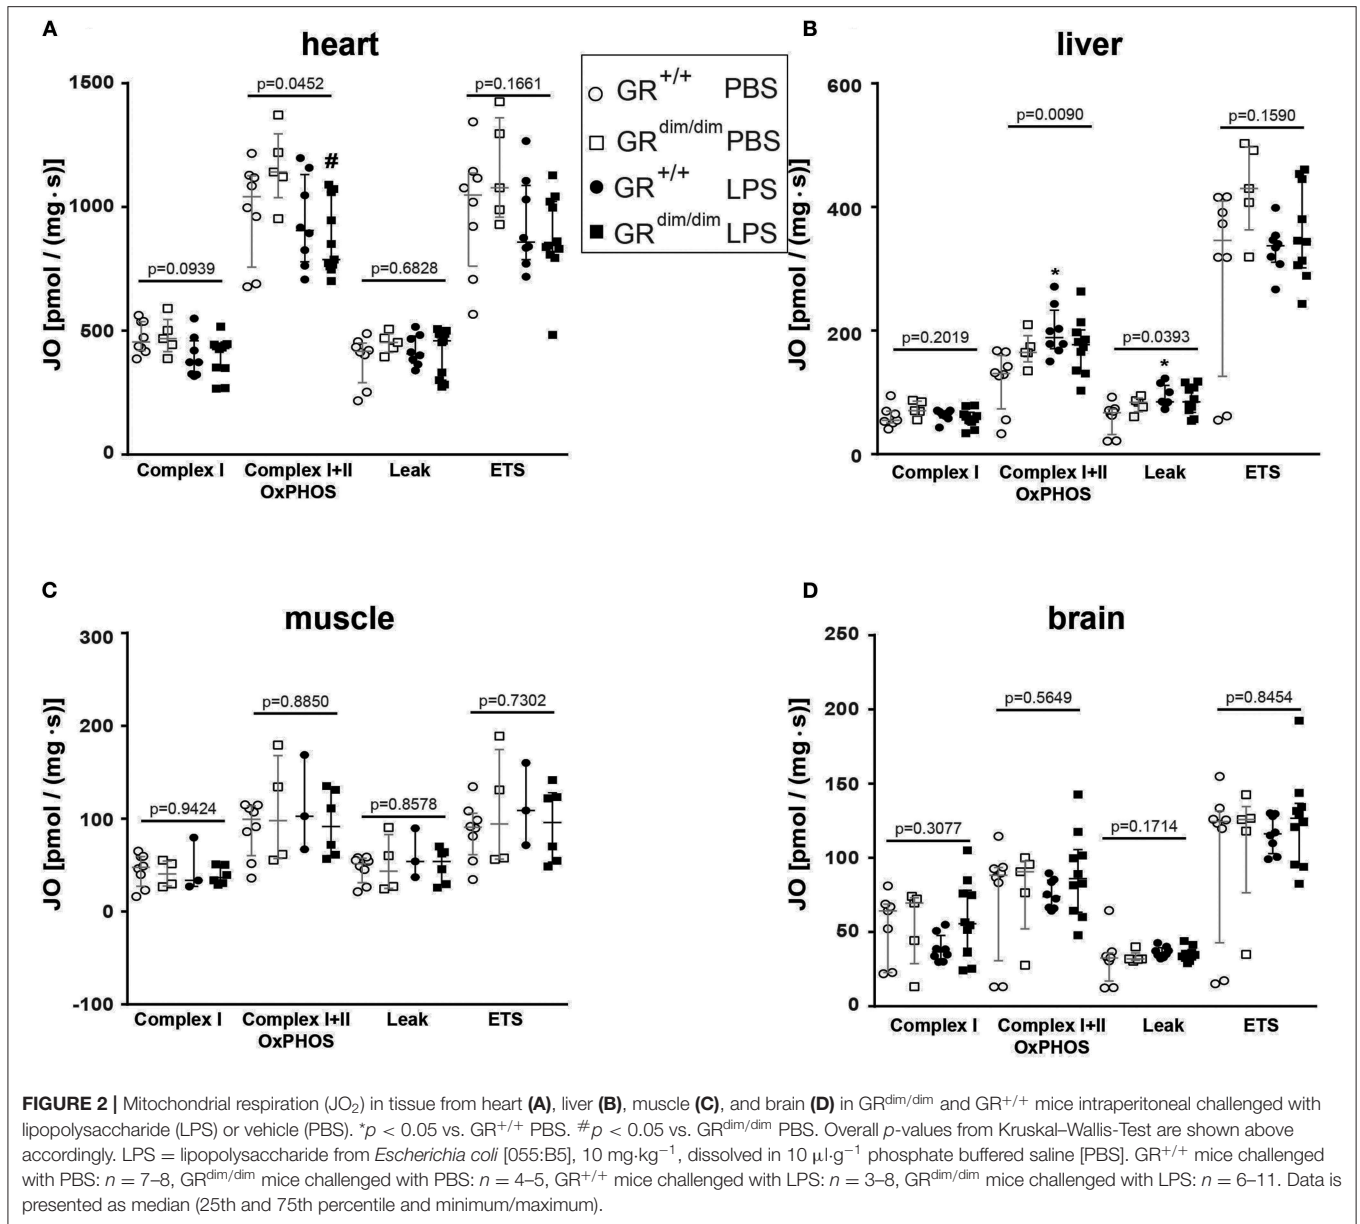 A
heart
JO [pmol / (mg·s)]
1500
1000
500
0
p=0.0939
p=0.0452
#
p=0.6828
p=0.1661
Complex I
Complex I+II
OxPHOS
Leak
ETS
GR+/+ PBS
GRdim/dim PBS
GR+/+ LPS
GRdim/dim LPS
B
liver
JO [pmol / (mg·s)]
600
400
200
0
p=0.2019
p=0.0090
*
p=0.0393
*
p=0.1590
Complex I
Complex I+II
OxPHOS
Leak
ETS
C
muscle
JO [pmol / (mg·s)]
300
200
100
0
-100
p=0.9424
p=0.8850
p=0.8578
p=0.7302
Complex I
Complex I+II
OxPHOS
Leak
ETS
D
brain
JO [pmol / (mg·s)]
250
200
150
100
50
0
p=0.3077
p=0.5649
p=0.1714
p=0.8454
Complex I
Complex I+II
OxPHOS
Leak
ETS
FIGURE 2 | Mitochondrial respiration (JO₂) in tissue from heart (A), liver (B), muscle (C), and brain (D) in GRdim/dim and GR+/+ mice intraperitoneal challenged with
lipopolysaccharide (LPS) or vehicle (PBS). *p < 0.05 vs. GR+/+ PBS. #p < 0.05 vs. GRdim/dim PBS. Overall p-values from Kruskal–Wallis-Test are shown above
accordingly. LPS = lipopolysaccharide from Escherichia coli [055:B5], 10 mg·kg⁻¹, dissolved in 10 µl·g⁻¹ phosphate buffered saline [PBS]. GR+/+ mice challenged
with PBS: n = 7–8, GRdim/dim mice challenged with PBS: n = 4–5, GR+/+ mice challenged with LPS: n = 3–8, GRdim/dim mice challenged with LPS: n = 6–11. Data is
presented as median (25th and 75th percentile and minimum/maximum).